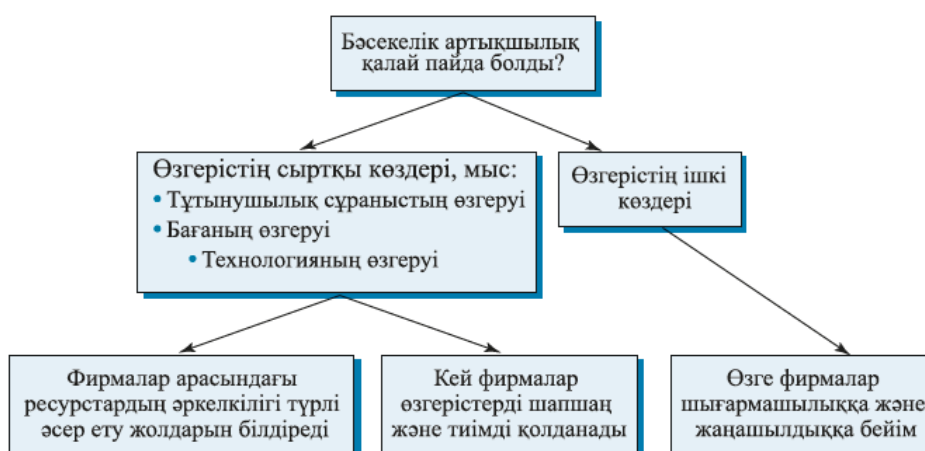 Бәсекелік артықшылық
қалай пайда болды?
Өзгерістің сыртқы көздері, мыс:
• Тұтынушылық сұраныстың өзгеруі
• Бағаның өзгеруі
• Технологияның өзгеруі
Өзгерістің ішкі
көздері
Фирмалар арасындағы
ресурстардың әркелкілігі түрлі
әсер ету жолдарын білдіреді
Кей фирмалар
өзгерістерді шапшаң
және тиімді қолданады
Өзге фирмалар
шығармашылыққа және
жаңашылдыққа бейім